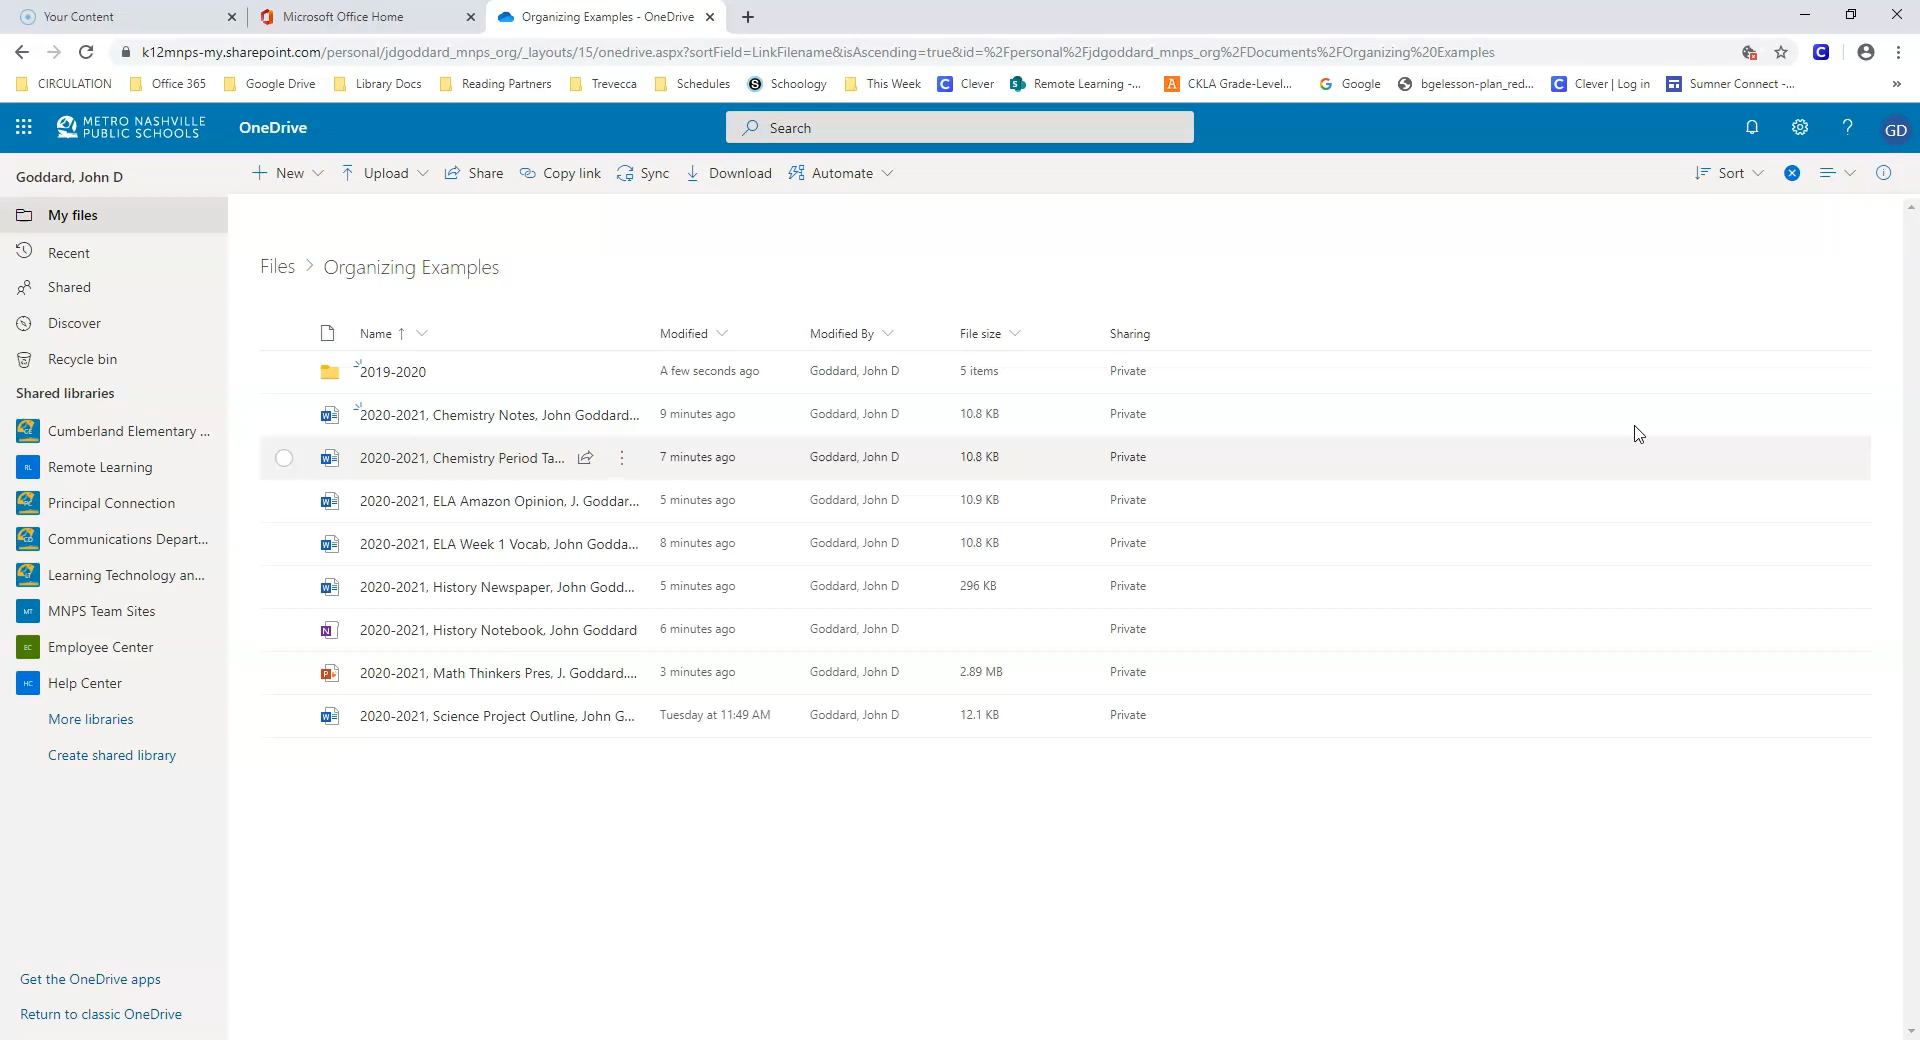 Your Content
Microsoft Office Home
Organizing Examples - OneDrive
k12mnps-my.sharepoint.com/personal/jdgoddard_mnps_org/_layouts/15/onedrive.aspx?sortField=LinkFilename&isAscending=true&id=%2Fpersonal%2Fjdgoddard_mnps_org%2FDocuments%2FOrganizing%20Examples
CIRCULATION Office 365 Google Drive Library Docs Reading Partners Trevecca Schedules Schoology This Week Clever Remote Learning -... CKLA Grade-Level... Google bgelesson-plan_red... Clever | Log in Sumner Connect -...
METRO NASHVILLE
PUBLIC SCHOOLS
OneDrive
Search
GD
Goddard, John D
New Upload Share Copy link Sync Download Automate Sort
My files
Recent
Shared
Discover
Recycle bin
Shared libraries
CE Cumberland Elementary ...
RL Remote Learning
PC Principal Connection
CD Communications Depart...
LT Learning Technology an...
MT MNPS Team Sites
EC Employee Center
HC Help Center
More libraries
Create shared library
Get the OneDrive apps
Return to classic OneDrive
Files > Organizing Examples
Name Modified Modified By File size Sharing
2019-2020 A few seconds ago Goddard, John D 5 items Private
2020-2021, Chemistry Notes, John Goddard... 9 minutes ago Goddard, John D 10.8 KB Private
2020-2021, Chemistry Period Ta... 7 minutes ago Goddard, John D 10.8 KB Private
2020-2021, ELA Amazon Opinion, J. Goddar... 5 minutes ago Goddard, John D 10.9 KB Private
2020-2021, ELA Week 1 Vocab, John Godda... 8 minutes ago Goddard, John D 10.8 KB Private
2020-2021, History Newspaper, John Godd... 5 minutes ago Goddard, John D 296 KB Private
2020-2021, History Notebook, John Goddard 6 minutes ago Goddard, John D Private
2020-2021, Math Thinkers Pres, J. Goddard.... 3 minutes ago Goddard, John D 2.89 MB Private
2020-2021, Science Project Outline, John G... Tuesday at 11:49 AM Goddard, John D 12.1 KB Private